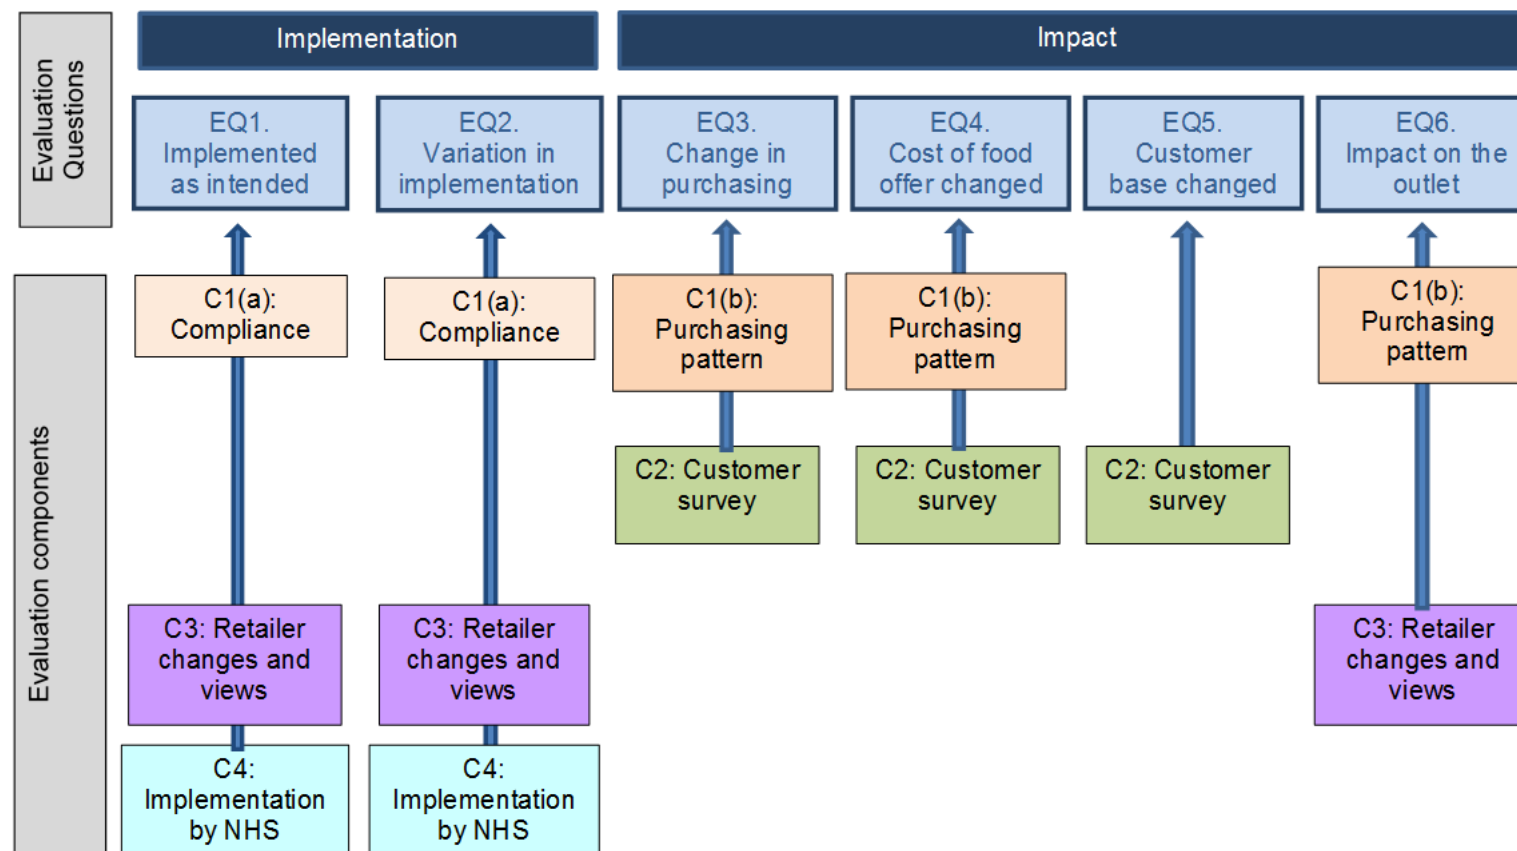 Evaluation
Questions
Implementation
Impact
EQ1.
Implemented
as intended
EQ2.
Variation in
implementation
EQ3.
Change in
purchasing
EQ4.
Cost of food
offer changed
EQ5.
Customer
base changed
EQ6.
Impact on the
outlet
Evaluation components
C1(a):
Compliance
C1(a):
Compliance
C1(b):
Purchasing
pattern
C1(b):
Purchasing
pattern
C1(b):
Purchasing
pattern
C2: Customer
survey
C2: Customer
survey
C2: Customer
survey
C3: Retailer
changes and
views
C3: Retailer
changes and
views
C3: Retailer
changes and
views
C4:
Implementation
by NHS
C4:
Implementation
by NHS